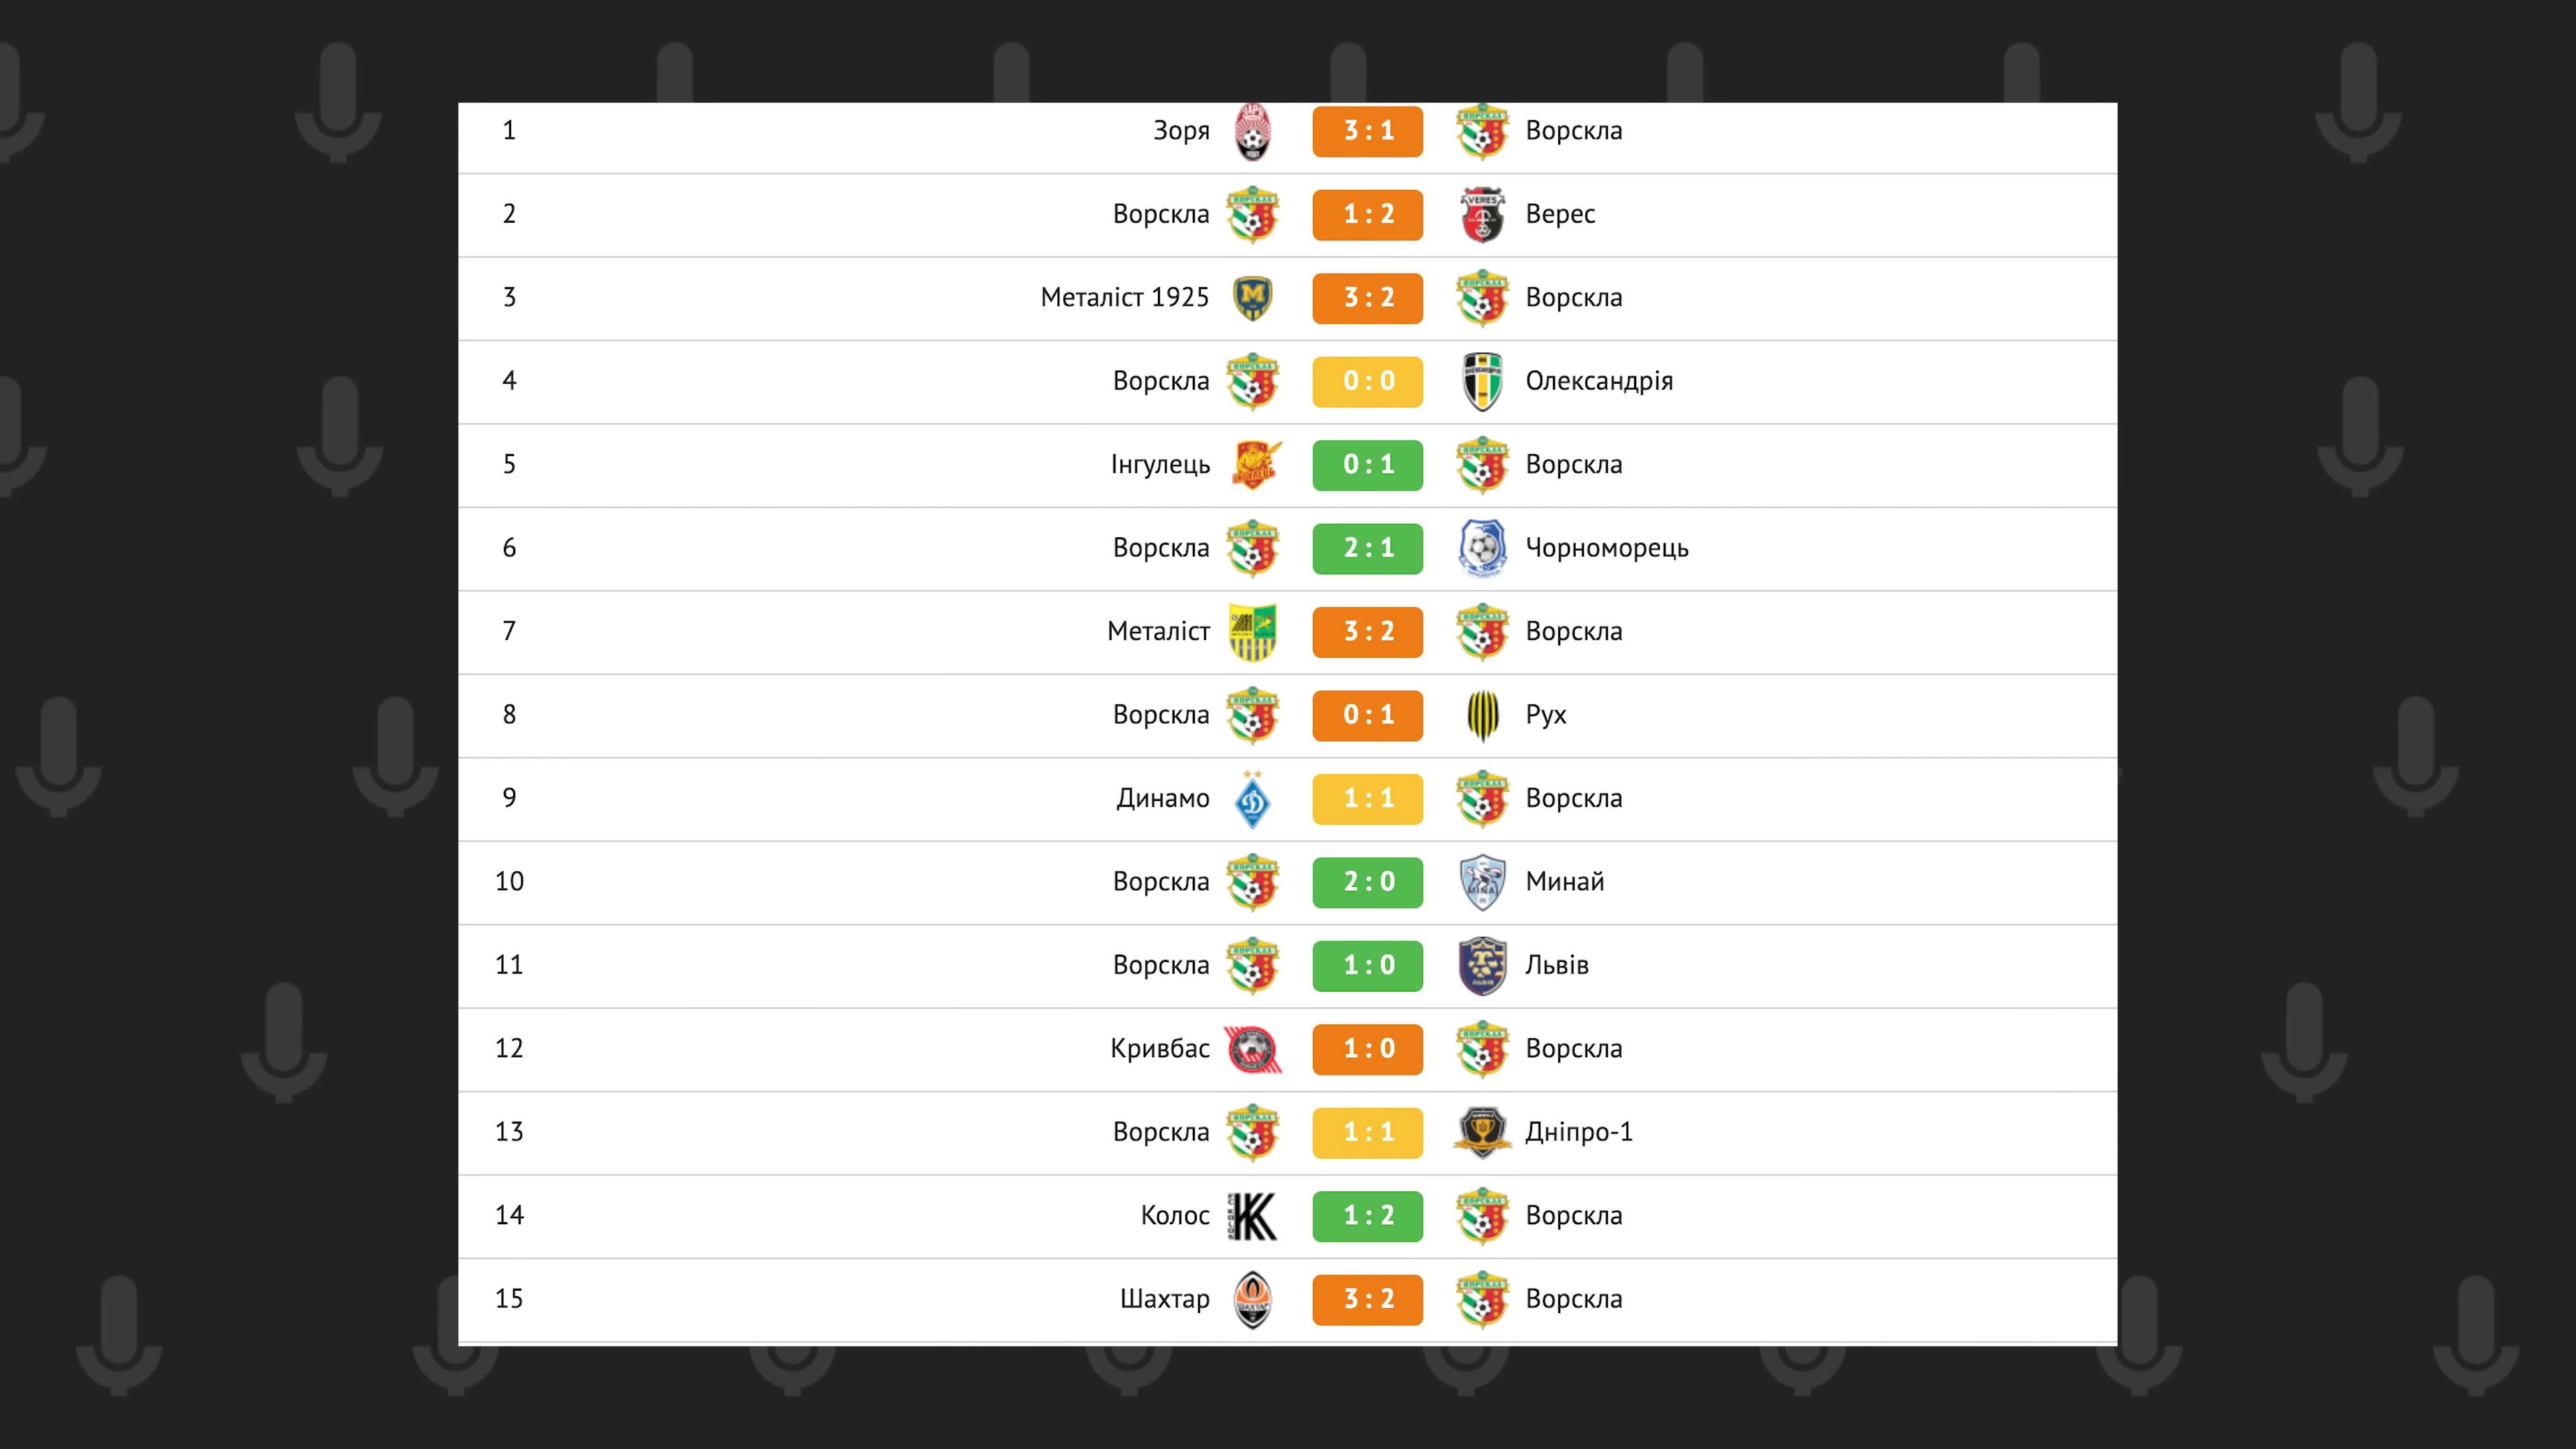 1 Зоря 3 : 1 Ворскла
2 Ворскла 1 : 2 Верес
3 Металіст 1925 3 : 2 Ворскла
4 Ворскла 0 : 0 Олександрія
5 Інгулець 0 : 1 Ворскла
6 Ворскла 2 : 1 Чорноморець
7 Металіст 3 : 2 Ворскла
8 Ворскла 0 : 1 Рух
9 Динамо 1 : 1 Ворскла
10 Ворскла 2 : 0 Минай
11 Ворскла 1 : 0 Львів
12 Кривбас 1 : 0 Ворскла
13 Ворскла 1 : 1 Дніпро-1
14 Колос 1 : 2 Ворскла
15 Шахтар 3 : 2 Ворскла